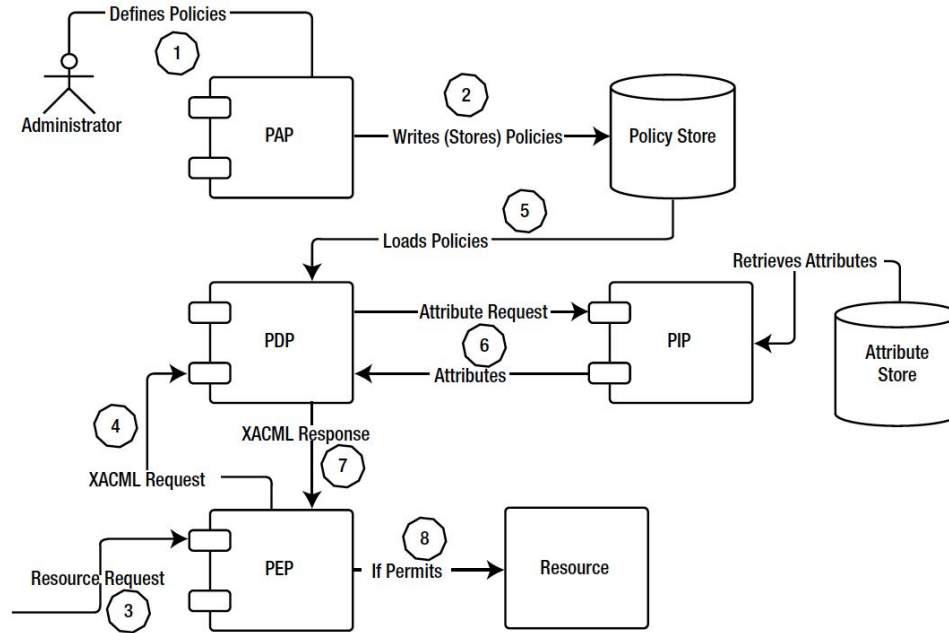 Defines Policies
1
Administrator
PAP
2
Writes (Stores) Policies
Policy Store
5
Loads Policies
Retrieves Attributes
PDP
Attribute Request
6
Attributes
PIP
Attribute
Store
4
XACML Response
7
XACML Request
Resource Request
3
PEP
8
If Permits
Resource